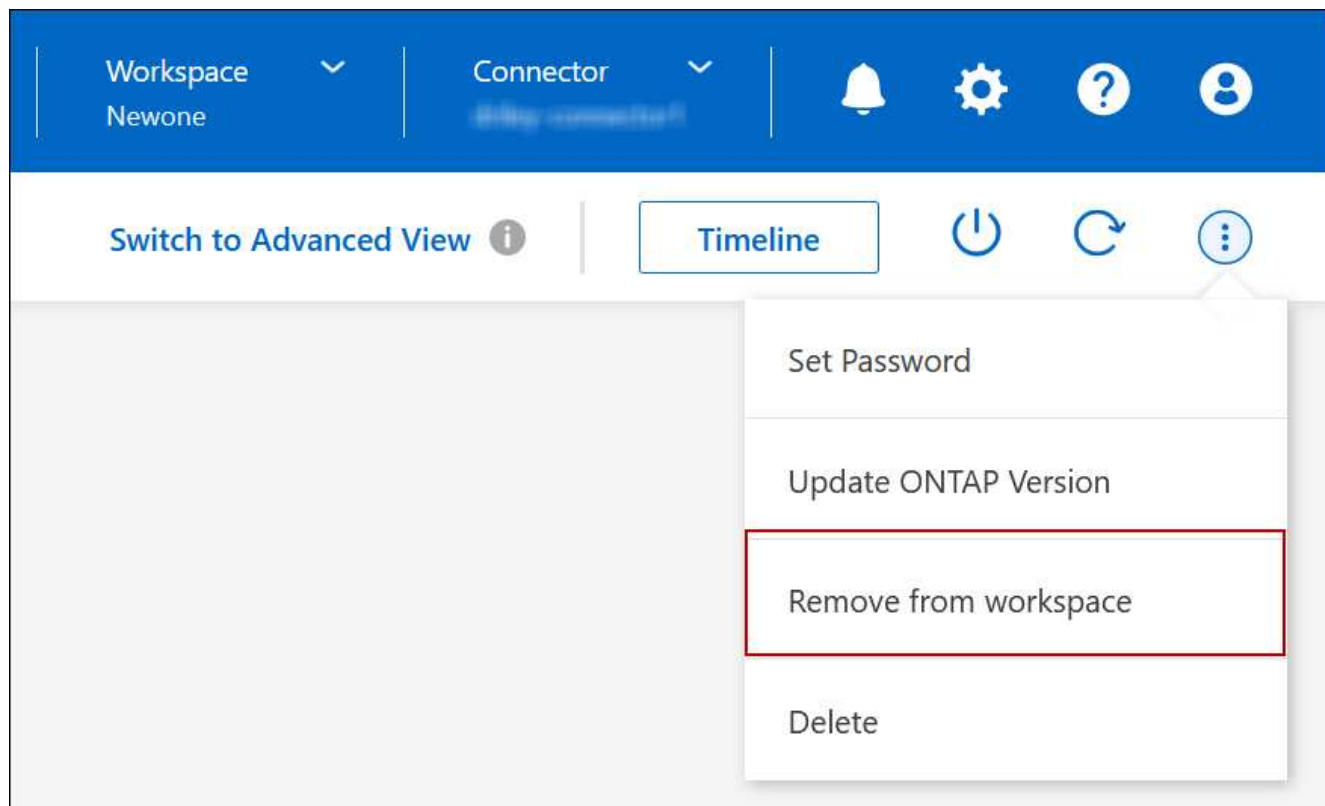 Workspace
Newone
Connector
Switch to Advanced View
Timeline
Set Password
Update ONTAP Version
Remove from workspace
Delete